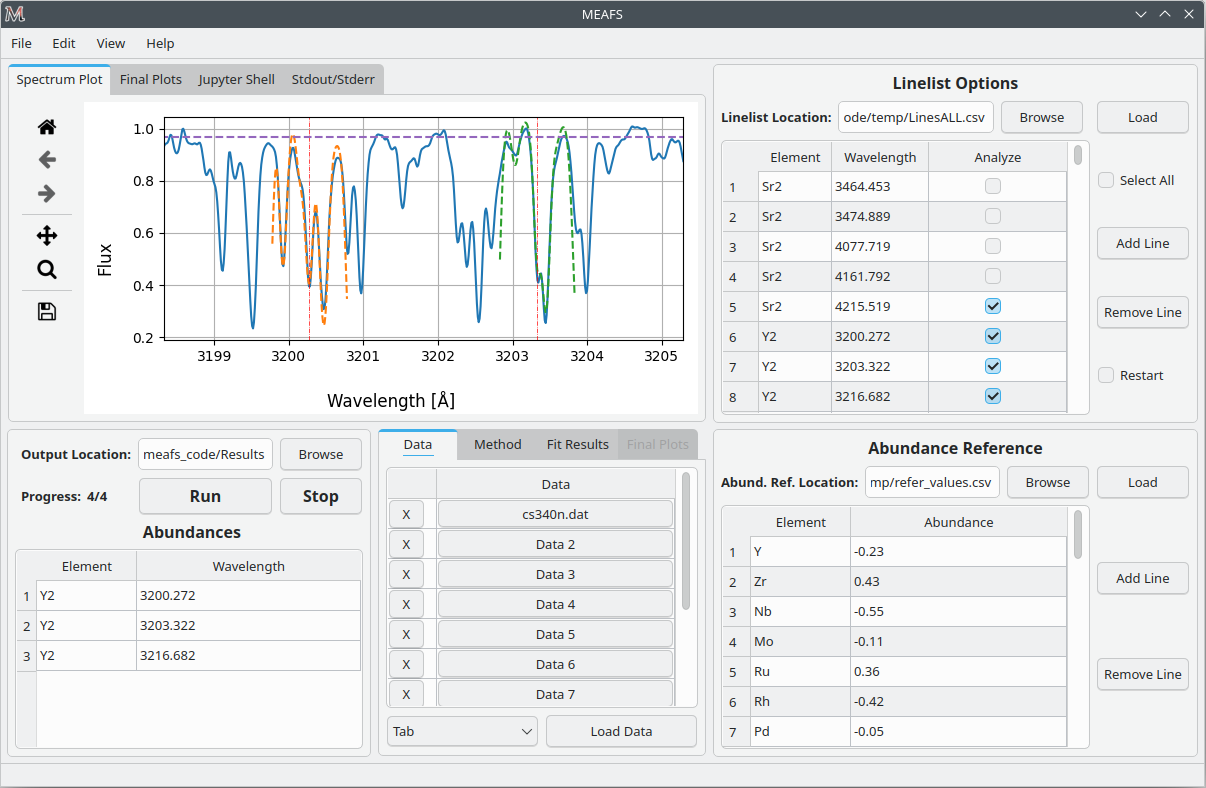 MEAFS
File Edit View Help
Spectrum Plot Final Plots Jupyter Shell Stdout/Stderr
1.0
0.8
0.6
0.4
0.2
Flux
3199 3200 3201 3202 3203 3204 3205
Wavelength [Å]
Linelist Options
Linelist Location: ode/temp/LinesALL.csv Browse Load
Element Wavelength Analyze
1 Sr2 3464.453
2 Sr2 3474.889
3 Sr2 4077.719
4 Sr2 4161.792
5 Sr2 4215.519
6 Y2 3200.272
7 Y2 3203.322
8 Y2 3216.682
Select All
Add Line
Remove Line
Restart
Output Location: meafs_code/Results Browse
Progress: 4/4 Run Stop
Abundances
Element Wavelength
1 Y2 3200.272
2 Y2 3203.322
3 Y2 3216.682
Data Method Fit Results Final Plots
Data
X cs340n.dat
X Data 2
X Data 3
X Data 4
X Data 5
X Data 6
X Data 7
Tab Load Data
Abundance Reference
Abund. Ref. Location: mp/refer_values.csv Browse Load
Element Abundance
1 Y -0.23
2 Zr 0.43
3 Nb -0.55
4 Mo -0.11
5 Ru 0.36
6 Rh -0.42
7 Pd -0.05
Add Line
Remove Line